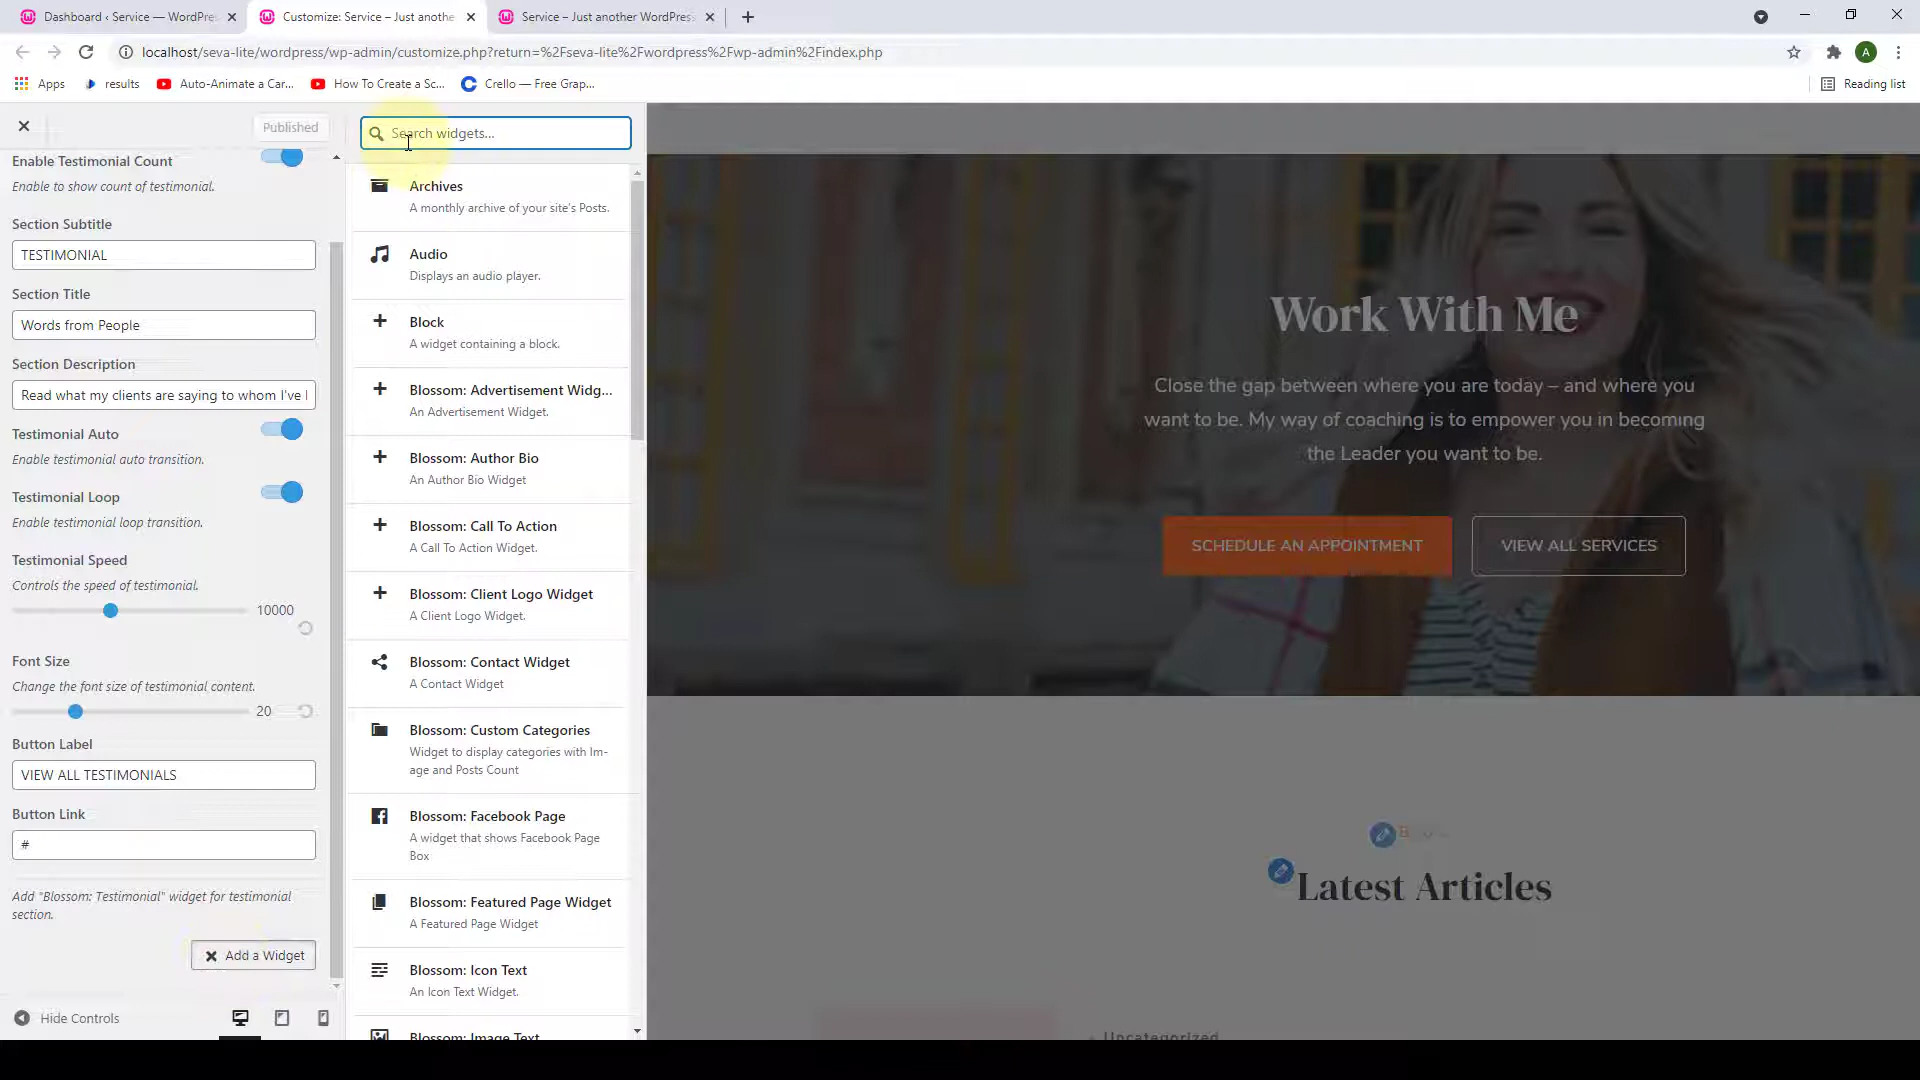 Dashboard ‹ Service — WordPre
Customize: Service – Just anothe
Service – Just another WordPress
localhost/seva-lite/wordpress/wp-admin/customize.php?return=%2Fseva-lite%2Fwordpress%2Fwp-admin%2Findex.php
A
Apps
results
Auto-Animate a Car...
How To Create a Sc...
Crello — Free Grap...
Reading list
Published
Search widgets...
Enable Testimonial Count
Enable to show count of testimonial.
Section Subtitle
TESTIMONIAL
Section Title
Words from People
Section Description
Read what my clients are saying to whom I've l
Testimonial Auto
Enable testimonial auto transition.
Testimonial Loop
Enable testimonial loop transition.
Testimonial Speed
Controls the speed of testimonial.
10000
Font Size
Change the font size of testimonial content.
20
Button Label
VIEW ALL TESTIMONIALS
Button Link
#
Add "Blossom: Testimonial" widget for testimonial
section.
Add a Widget
Hide Controls
Archives
A monthly archive of your site's Posts.
Audio
Displays an audio player.
Block
A widget containing a block.
Blossom: Advertisement Widg...
An Advertisement Widget.
Blossom: Author Bio
An Author Bio Widget
Blossom: Call To Action
A Call To Action Widget.
Blossom: Client Logo Widget
A Client Logo Widget.
Blossom: Contact Widget
A Contact Widget
Blossom: Custom Categories
Widget to display categories with Im-
age and Posts Count
Blossom: Facebook Page
A widget that shows Facebook Page
Box
Blossom: Featured Page Widget
A Featured Page Widget
Blossom: Icon Text
An Icon Text Widget.
Blossom: Image Text
Work With Me
Close the gap between where you are today – and where you
want to be. My way of coaching is to empower you in becoming
the Leader you want to be.
SCHEDULE AN APPOINTMENT
VIEW ALL SERVICES
Latest Articles
Uncategorized